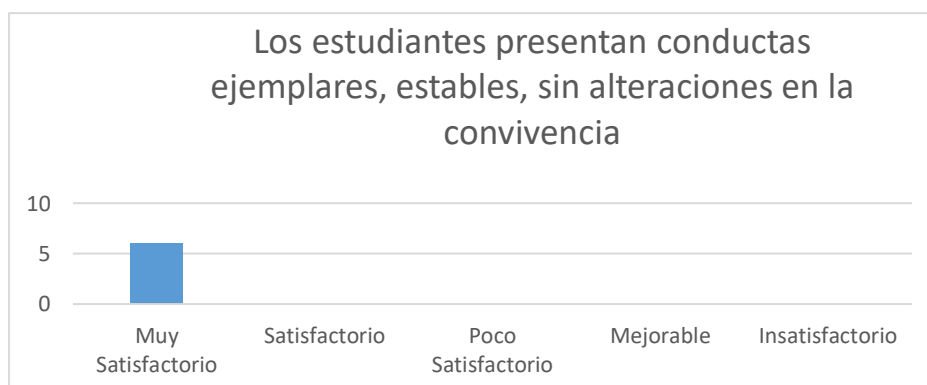 Los estudiantes presentan conductas
ejemplares, estables, sin alteraciones en la
convivencia
10
5
0
Muy
Satisfactorio
Satisfactorio
Poco
Satisfactorio
Mejorable
Insatisfactorio